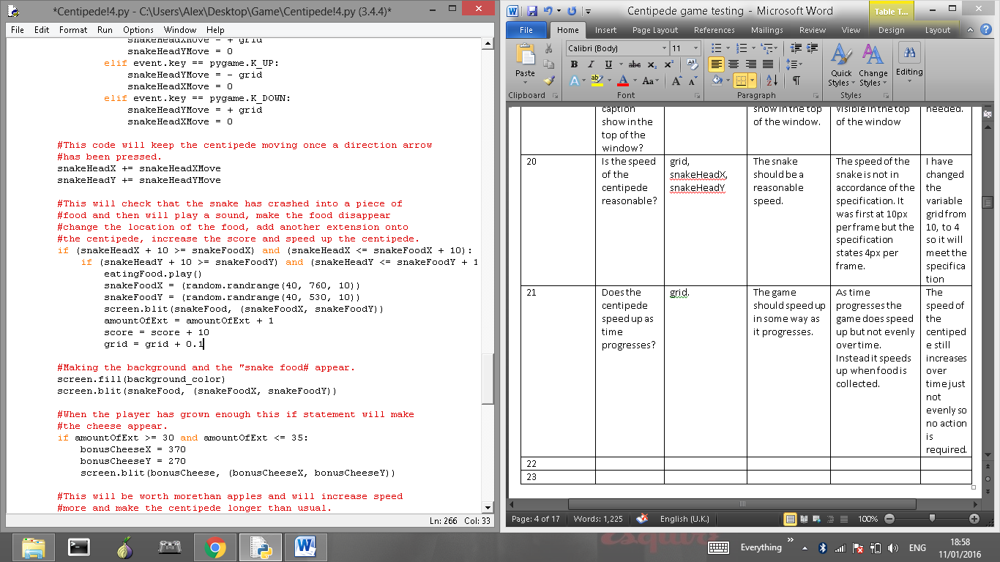 *Centipede!4.py - C:\Users\Alex\Desktop\Game\Centipede!4.py (3.4.4)*
File Edit Format Run Options Window Help
snakeHeadXMove = + grid
snakeHeadYMove = 0
elif event.key == pygame.K_UP:
snakeHeadYMove = - grid
snakeHeadXMove = 0
elif event.key == pygame.K_DOWN:
snakeHeadYMove = + grid
snakeHeadXMove = 0
#This code will keep the centipede moving once a direction arrow
#has been pressed.
snakeHeadX += snakeHeadXMove
snakeHeadY += snakeHeadYMove
#This will check that the snake has crashed into a piece of
#food and then will play a sound, make the food disappear
#change the location of the food, add another extension onto
#the centipede, increase the score and speed up the centipede.
if (snakeHeadX + 10 >= snakeFoodX) and (snakeHeadX <= snakeFoodX + 10):
if (snakeHeadY + 10 >= snakeFoodY) and (snakeHeadY <= snakeFoodY + 1
eatingFood.play()
snakeFoodX = (random.randrange(40, 760, 10))
snakeFoodY = (random.randrange(40, 530, 10))
screen.blit(snakeFood, (snakeFoodX, snakeFoodY))
amountOfExt = amountOfExt + 1
score = score + 10
grid = grid + 0.1
#Making the background and the "snake food# appear.
screen.fill(background_color)
screen.blit(snakeFood, (snakeFoodX, snakeFoodY))
#When the player has grown enough this if statement will make
#the cheese appear.
if amountOfExt >= 30 and amountOfExt <= 35:
bonusCheeseX = 370
bonusCheeseY = 270
screen.blit(bonusCheese, (bonusCheeseX, bonusCheeseY))
#This will be worth morethan apples and will increase speed
#more and make the centipede longer than usual.
Ln: 266 Col: 33
Centipede game testing - Microsoft Word
Table T...
File Home Insert Page Layout References Mailings Review View Design Layout
Calibri (Body) 11
Paste
Quick Styles
Change Styles
Editing
Clipboard Font Paragraph Styles
caption
show in the
top of the
window?
show in the top
of the window.
visible in the top
of the window
needed.
20
Is the speed
of the
centipede
reasonable?
grid,
snakeHeadX,
snakeHeadY
The snake
should be a
reasonable
speed.
The speed of the
snake is not in
accordance of the
specification. It
was first at 10px
per frame but the
specification
states 4px per
frame.
I have
changed
the
variable
grid from
10, to 4
so it will
meet the
specifica
tion
21
Does the
centipede
speed up as
time
progresses?
grid.
The game
should speed up
in some way as
it progresses.
As time
progresses the
game does speed
up but not evenly
over time.
Instead it speeds
up when food is
collected.
The
speed of
the
centiped
e still
increases
over
time just
not
evenly so
no action
is
required.
22
23
Page: 4 of 17 Words: 1,225 English (U.K.) 100%
Everything ENG 18:58
11/01/2016